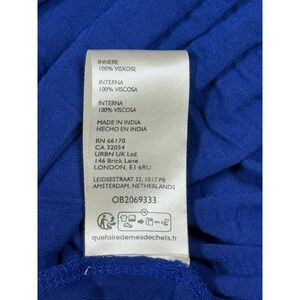 INNERE
100% VISKOSE
INTERNA
100% VISCOSA
INTERNA
100% VISCOSA
MADE IN INDIA
HECHO EN INDIA
RN 66170
CA 32054
URBN UK Ltd.
146 Brick Lane
LONDON, E1 6RU
LEIDSESTRAAT 32, 1017 PB
AMSTERDAM, NETHERLANDS
OB2069333
quefairedemesdechets.fr